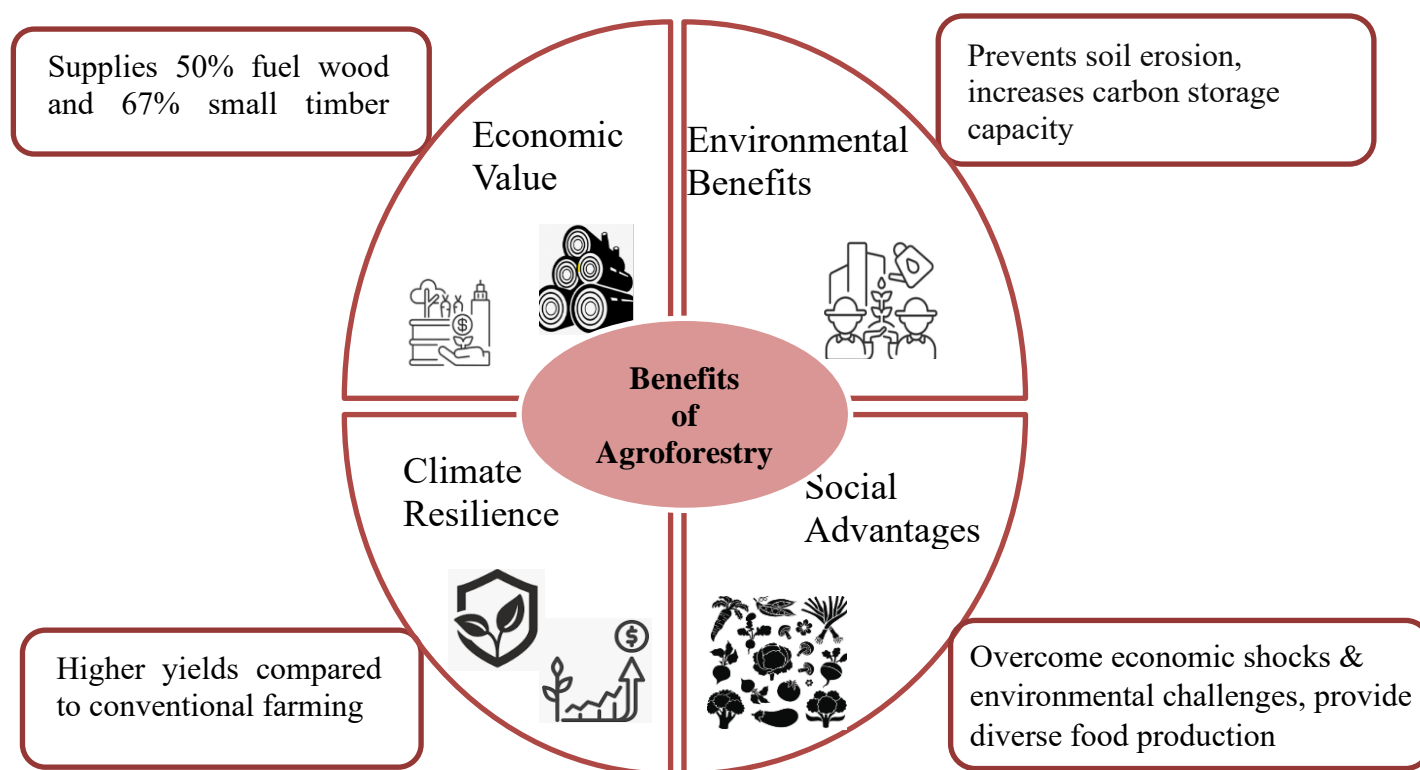 Supplies 50% fuel wood
and 67% small timber
Economic
Value
Environmental
Benefits
Prevents soil erosion,
increases carbon storage
capacity
Benefits
of
Agroforestry
Climate
Resilience
Social
Advantages
Higher yields compared
to conventional farming
Overcome economic shocks &
environmental challenges, provide
diverse food production
$
$